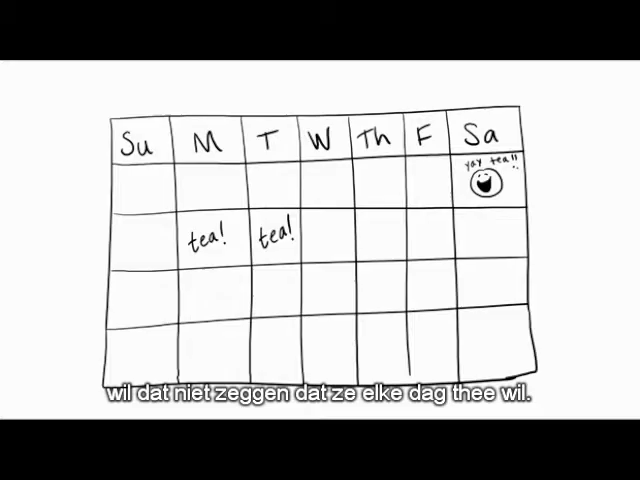 Su M T W Th F Sa
yay tea!!
tea! tea!
wil dat niet zeggen dat ze elke dag thee wil.